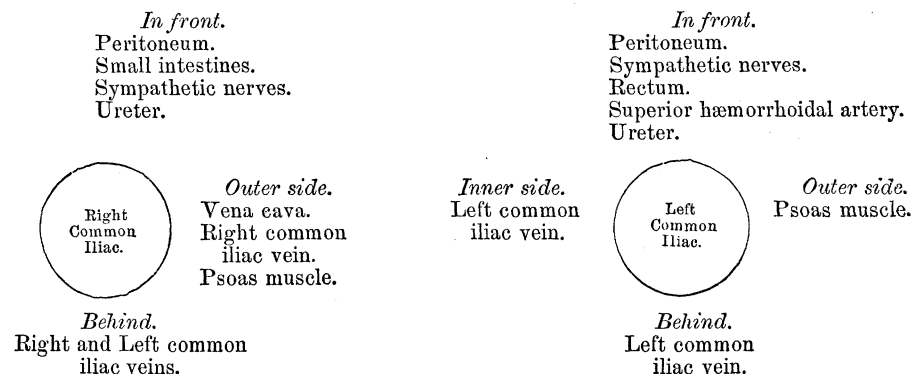 In front.
Peritoneum.
Small intestines.
Sympathetic nerves.
Ureter.
Right
Common
Iliac.
Outer side.
Vena cava.
Right common
iliac vein.
Psoas muscle.
Behind.
Right and Left common
iliac veins.
In front.
Peritoneum.
Sympathetic nerves.
Rectum.
Superior hæmorrhoidal artery.
Ureter.
Inner side.
Left common
iliac vein.
Left
Common
Iliac.
Outer side.
Psoas muscle.
Behind.
Left common
iliac vein.